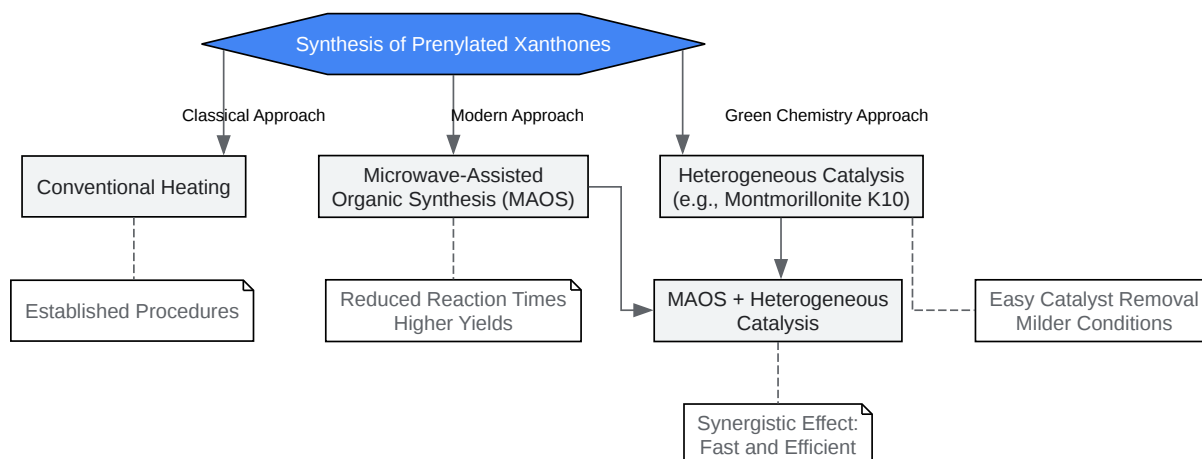 Synthesis of Prenylated Xanthones
Classical Approach
Modern Approach
Green Chemistry Approach
Conventional Heating
Microwave-Assisted
Organic Synthesis (MAOS)
Heterogeneous Catalysis
(e.g., Montmorillonite K10)
Established Procedures
Reduced Reaction Times
Higher Yields
MAOS + Heterogeneous
Catalysis
Easy Catalyst Removal
Milder Conditions
Synergistic Effect:
Fast and Efficient